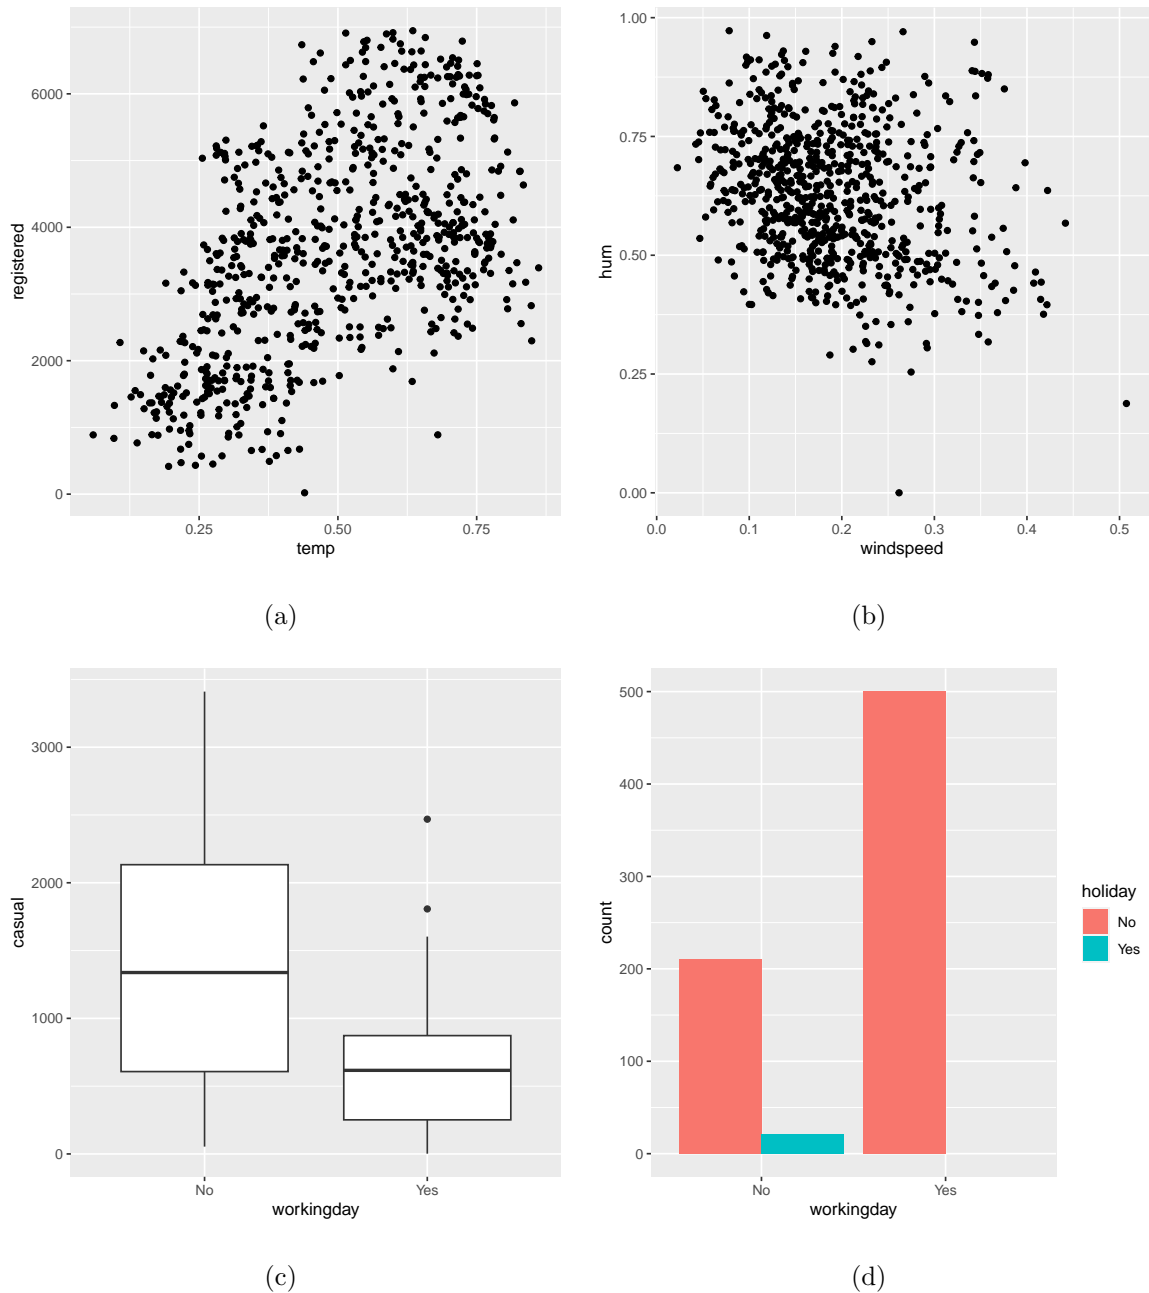 6000
4000
2000
0
registered
0.25 0.50 0.75
temp
(a)
1.00
0.75
0.50
0.25
0.00
hum
0.0 0.1 0.2 0.3 0.4 0.5
windspeed
(b)
3000
2000
1000
0
casual
No Yes
workingday
(c)
500
400
300
200
100
0
count
No Yes
workingday
holiday
No
Yes
(d)